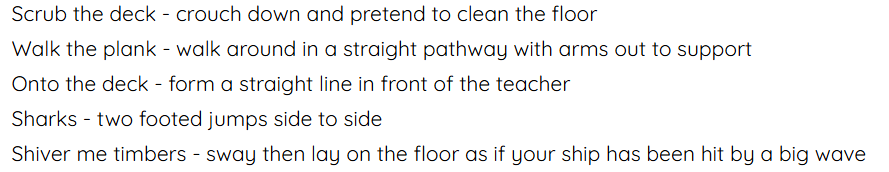 Scrub the deck - crouch down and pretend to clean the floor
Walk the plank - walk around in a straight pathway with arms out to support
Onto the deck - form a straight line in front of the teacher
Sharks - two footed jumps side to side
Shiver me timbers - sway then lay on the floor as if your ship has been hit by a big wave